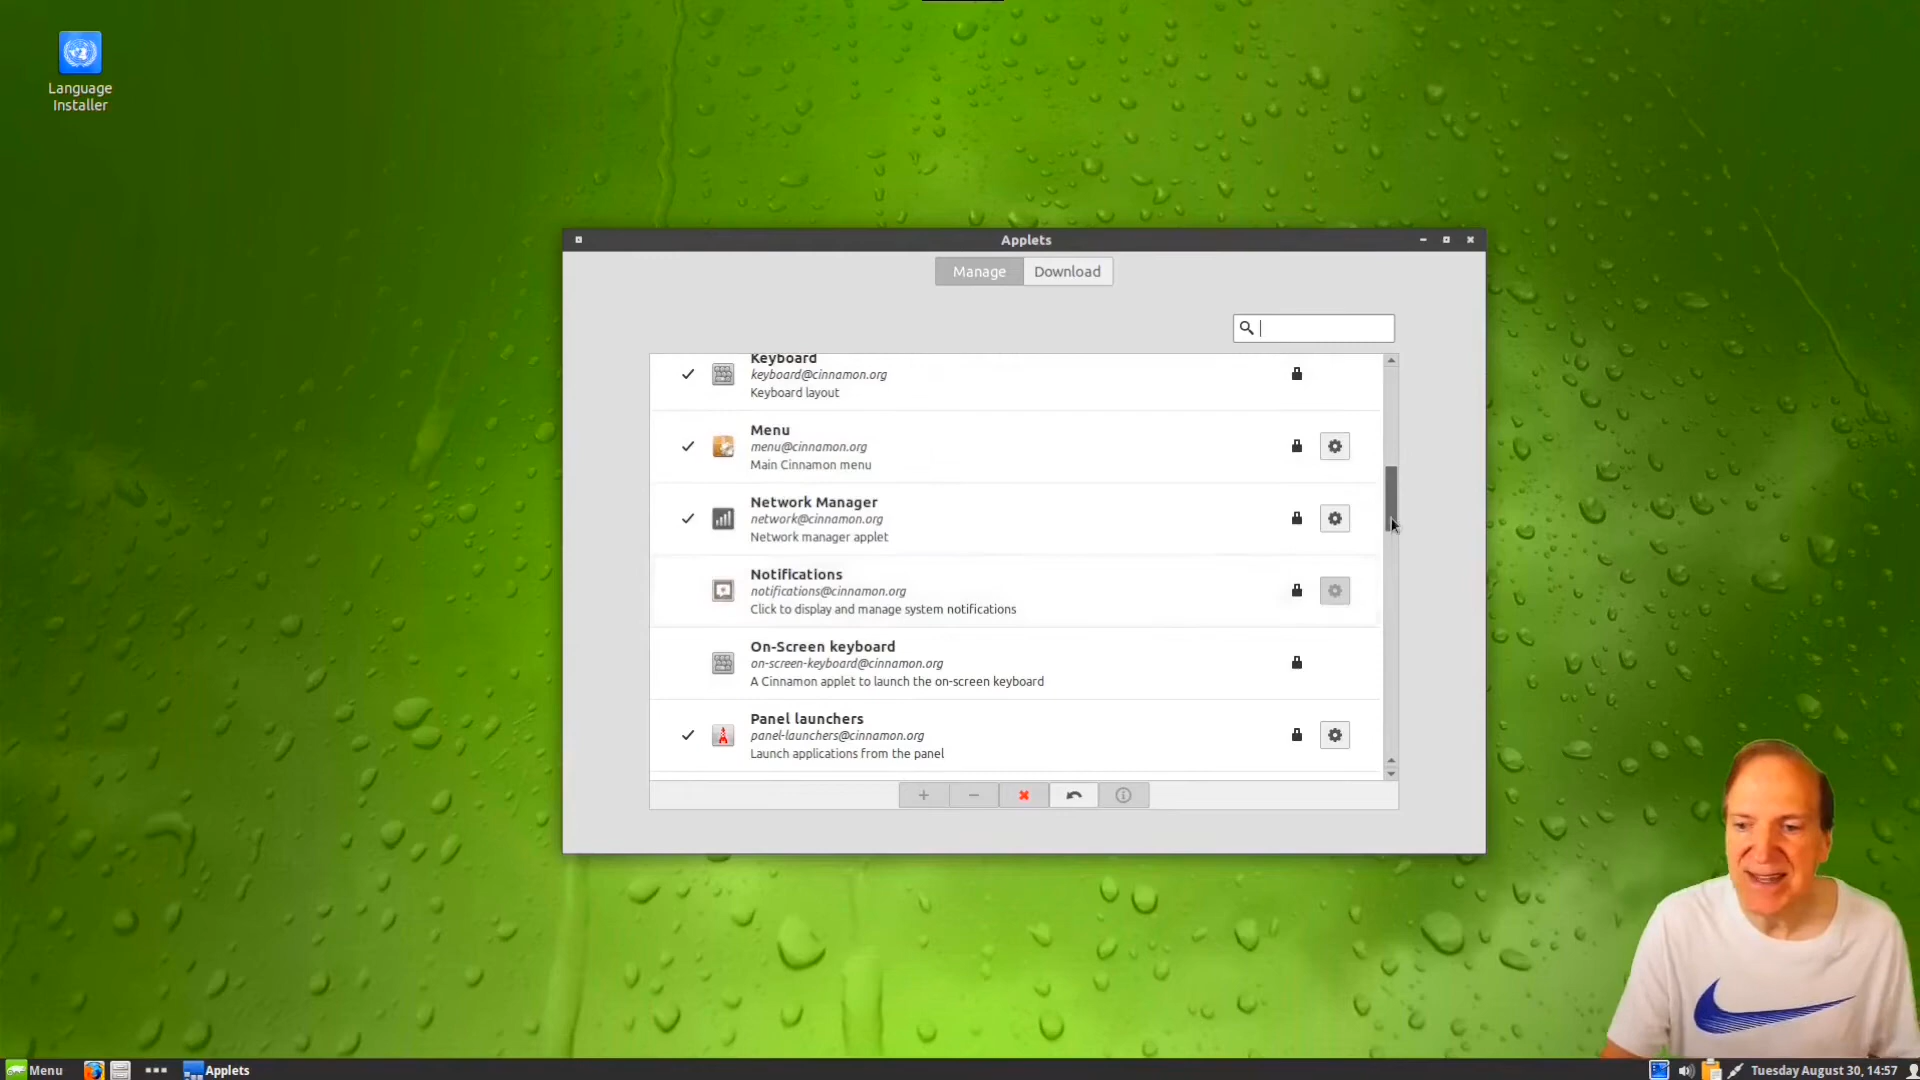 Language
Installer
Applets
Manage
Download
Keyboard
keyboard@cinnamon.org
Keyboard layout
Menu
menu@cinnamon.org
Main Cinnamon menu
Network Manager
network@cinnamon.org
Network manager applet
Notifications
notifications@cinnamon.org
Click to display and manage system notifications
On-Screen keyboard
on-screen-keyboard@cinnamon.org
A Cinnamon applet to launch the on-screen keyboard
Panel launchers
panel-launchers@cinnamon.org
Launch applications from the panel
Menu
Applets
Tuesday August 30, 14:57